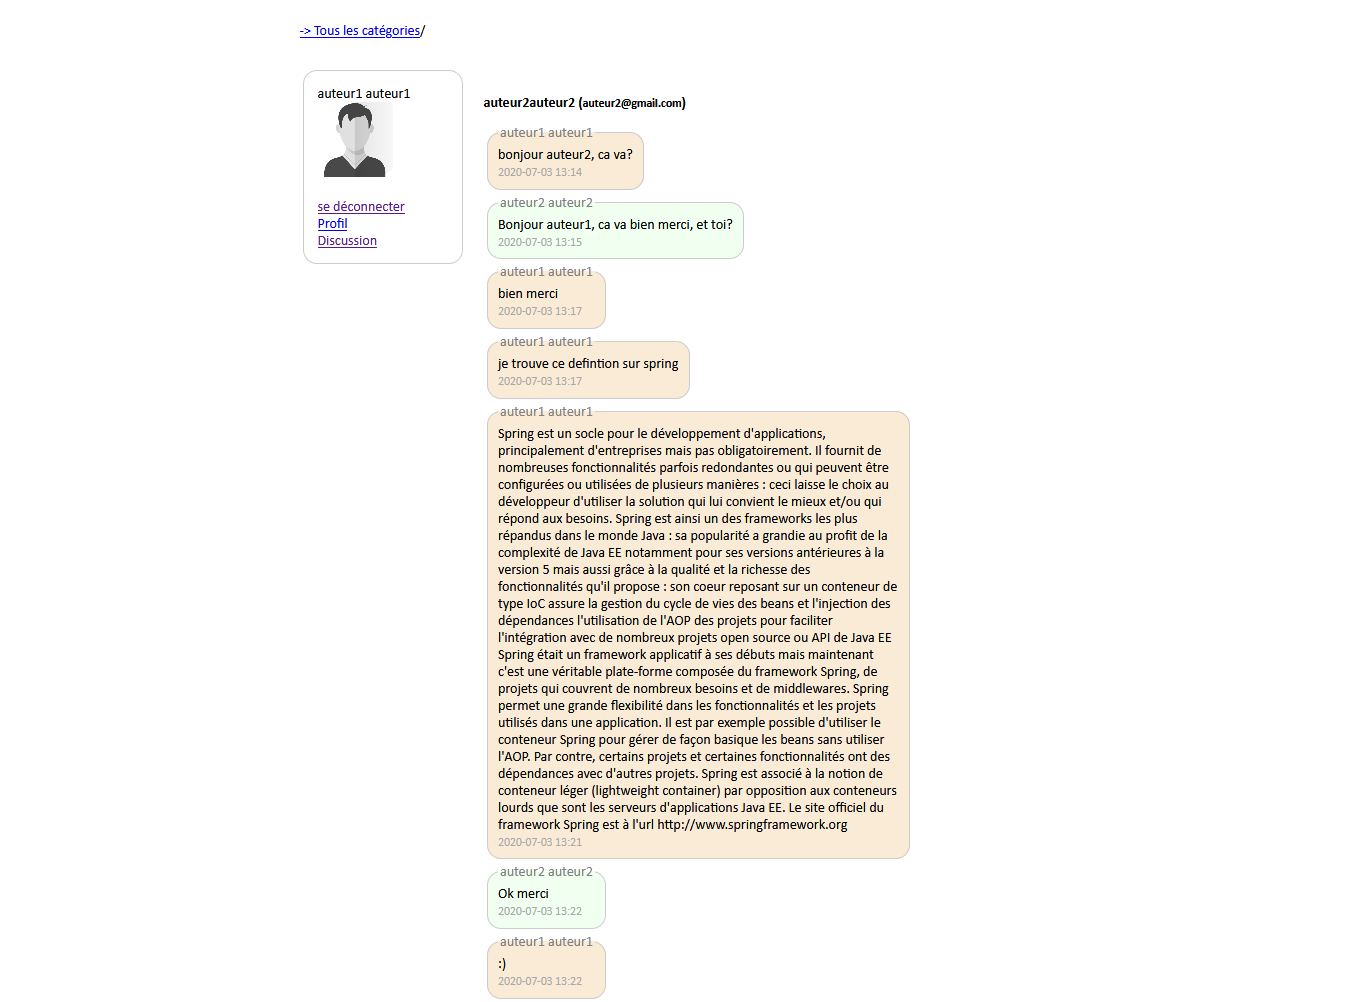 -> Tous les catégories/
auteur1 auteur1
se déconnecter
Profil
Discussion
auteur2auteur2 (auteur2@gmail.com)
auteur1 auteur1
bonjour auteur2, ca va?
2020-07-03 13:14
auteur2 auteur2
Bonjour auteur1, ca va bien merci, et toi?
2020-07-03 13:15
auteur1 auteur1
bien merci
2020-07-03 13:17
auteur1 auteur1
je trouve ce defintion sur spring
2020-07-03 13:17
auteur1 auteur1
Spring est un socle pour le développement d'applications,
principalement d'entreprises mais pas obligatoirement. Il fournit de
nombreuses fonctionnalités parfois redondantes ou qui peuvent être
configurées ou utilisées de plusieurs manières : ceci laisse le choix au
développeur d'utiliser la solution qui lui convient le mieux et/ou qui
répond aux besoins. Spring est ainsi un des frameworks les plus
répandus dans le monde Java : sa popularité a grandie au profit de la
complexité de Java EE notamment pour ses versions antérieures à la
version 5 mais aussi grâce à la qualité et la richesse des
fonctionnalités qu'il propose : son coeur reposant sur un conteneur de
type IoC assure la gestion du cycle de vies des beans et l'injection des
dépendances l'utilisation de l'AOP des projets pour faciliter
l'intégration avec de nombreux projets open source ou API de Java EE
Spring était un framework applicatif à ses débuts mais maintenant
c'est une véritable plate-forme composée du framework Spring, de
projets qui couvrent de nombreux besoins et de middlewares. Spring
permet une grande flexibilité dans les fonctionnalités et les projets
utilisés dans une application. Il est par exemple possible d'utiliser le
conteneur Spring pour gérer de façon basique les beans sans utiliser
l'AOP. Par contre, certains projets et certaines fonctionnalités ont des
dépendances avec d'autres projets. Spring est associé à la notion de
conteneur léger (lightweight container) par opposition aux conteneurs
lourds que sont les serveurs d'applications Java EE. Le site officiel du
framework Spring est à l'url http://www.springframework.org
2020-07-03 13:21
auteur2 auteur2
Ok merci
2020-07-03 13:22
auteur1 auteur1
:)
2020-07-03 13:22